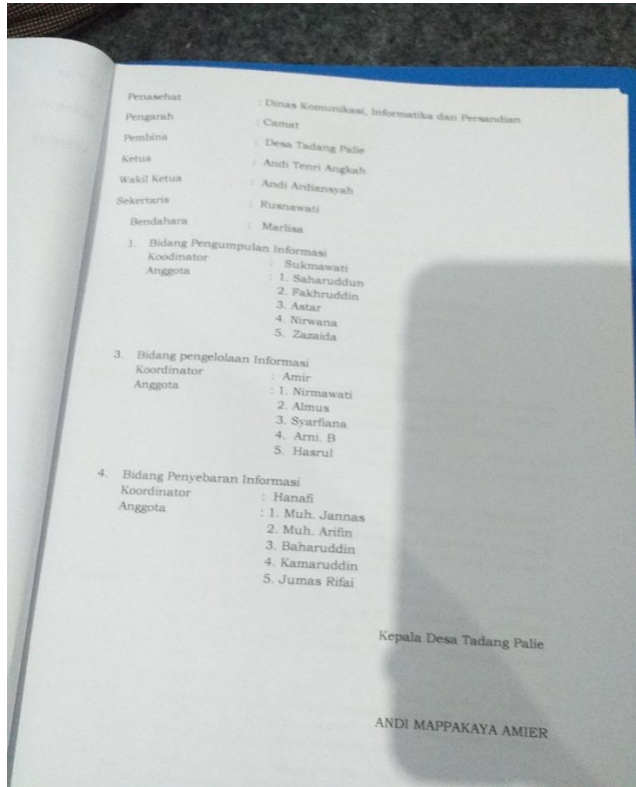 Penasehat : Dinas Komunikasi, Informatika dan Persandian
Pengarah : Camat
Pembina : Desa Tadang Palie
Ketua : Andi Tenri Angkah
Wakil Ketua : Andi Ardiansyah
Sekertaris : Rusnawati
Bendahara : Marlisa
1. Bidang Pengumpulan Informasi
Koodinator : Sukmawati
Anggota : 1. Saharuddun
2. Fakhruddin
3. Astar
4. Nirwana
5. Zazaida
3. Bidang pengelolaan Informasi
Koordinator : Amir
Anggota : 1. Nirmawati
2. Almus
3. Syarfiana
4. Arni. B
5. Hasrul
4. Bidang Penyebaran Informasi
Koordinator : Hanafi
Anggota : 1. Muh. Jannas
2. Muh. Arifin
3. Baharuddin
4. Kamaruddin
5. Jumas Rifai
Kepala Desa Tadang Palie
ANDI MAPPAKAYA AMIER